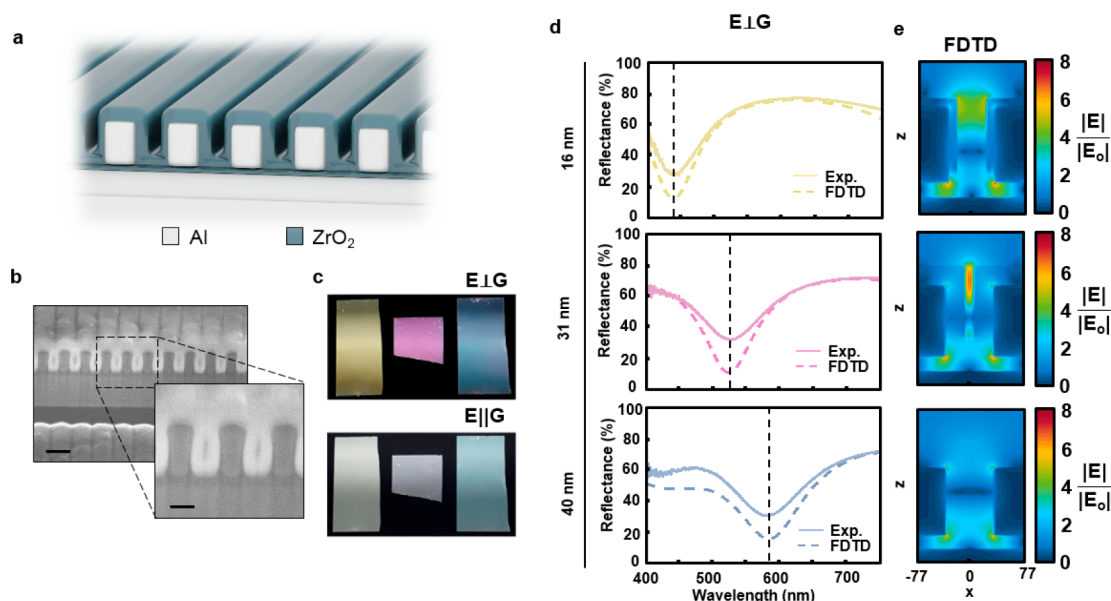 a
Al
ZrO2
b
c
E⊥G
E||G
d
E⊥G
16 nm
Reflectance (%)
100
80
60
40
20
0
Exp.
FDTD
31 nm
Reflectance (%)
100
80
60
40
20
0
Exp.
FDTD
40 nm
Reflectance (%)
100
80
60
40
20
0
Exp.
FDTD
400 500 600 700
Wavelength (nm)
e
FDTD
z
8
6
4
2
0
|E|
|Eo|
8
6
4
2
0
|E|
|Eo|
z
8
6
4
2
0
|E|
|Eo|
-77 0 77
x